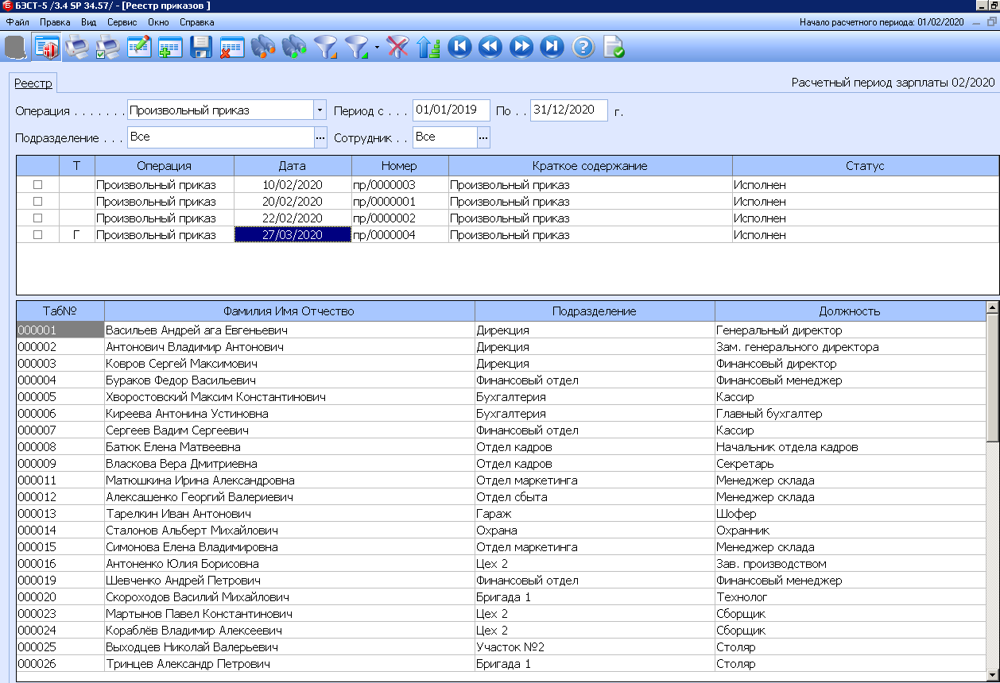 БЭСТ-5 /3.4 SP 34.57/ - [Реестр приказов ]
Файл Правка Вид Сервис Окно Справка Начало расчетного периода: 01/02/2020
Реестр Расчетный период зарплаты 02/2020
Операция . . . . . . . Произвольный приказ Период с . . . 01/01/2019 По . . 31/12/2020 г.
Подразделение . . . Все ... Сотрудник . . Все ...
Т Операция Дата Номер Краткое содержание Статус
Произвольный приказ 10/02/2020 пр/0000003 Произвольный приказ Исполнен
Произвольный приказ 20/02/2020 пр/0000001 Произвольный приказ Исполнен
Произвольный приказ 22/02/2020 пр/0000002 Произвольный приказ Исполнен
Г Произвольный приказ 27/03/2020 пр/0000004 Произвольный приказ Исполнен
Таб№ Фамилия Имя Отчество Подразделение Должность
000001 Васильев Андрей ага Евгеньевич Дирекция Генеральный директор
000002 Антонович Владимир Антонович Дирекция Зам. генерального директора
000003 Ковров Сергей Максимович Дирекция Финансовый директор
000004 Бураков Федор Васильевич Финансовый отдел Финансовый менеджер
000005 Хворостовский Максим Константинович Бухгалтерия Кассир
000006 Киреева Антонина Устиновна Бухгалтерия Главный бухгалтер
000007 Сергеев Вадим Сергеевич Финансовый отдел Кассир
000008 Батюк Елена Матвеевна Отдел кадров Начальник отдела кадров
000009 Власкова Вера Дмитриевна Отдел кадров Секретарь
000011 Матюшкина Ирина Александровна Отдел маркетинга Менеджер склада
000012 Алексашенко Георгий Валериевич Отдел сбыта Менеджер склада
000013 Тарелкин Иван Антонович Гараж Шофер
000014 Сталонов Альберт Михайлович Охрана Охранник
000015 Симонова Елена Владимировна Отдел маркетинга Менеджер склада
000016 Антоненко Юлия Борисовна Цех 2 Зав. производством
000019 Шевченко Андрей Петрович Финансовый отдел Финансовый менеджер
000020 Скороходов Василий Михайлович Бригада 1 Технолог
000023 Мартынов Павел Константинович Цех 2 Сборщик
000024 Кораблёв Владимир Алексеевич Цех 2 Сборщик
000025 Выходцев Николай Валерьевич Участок №2 Столяр
000026 Тринцев Александр Петрович Бригада 1 Столяр